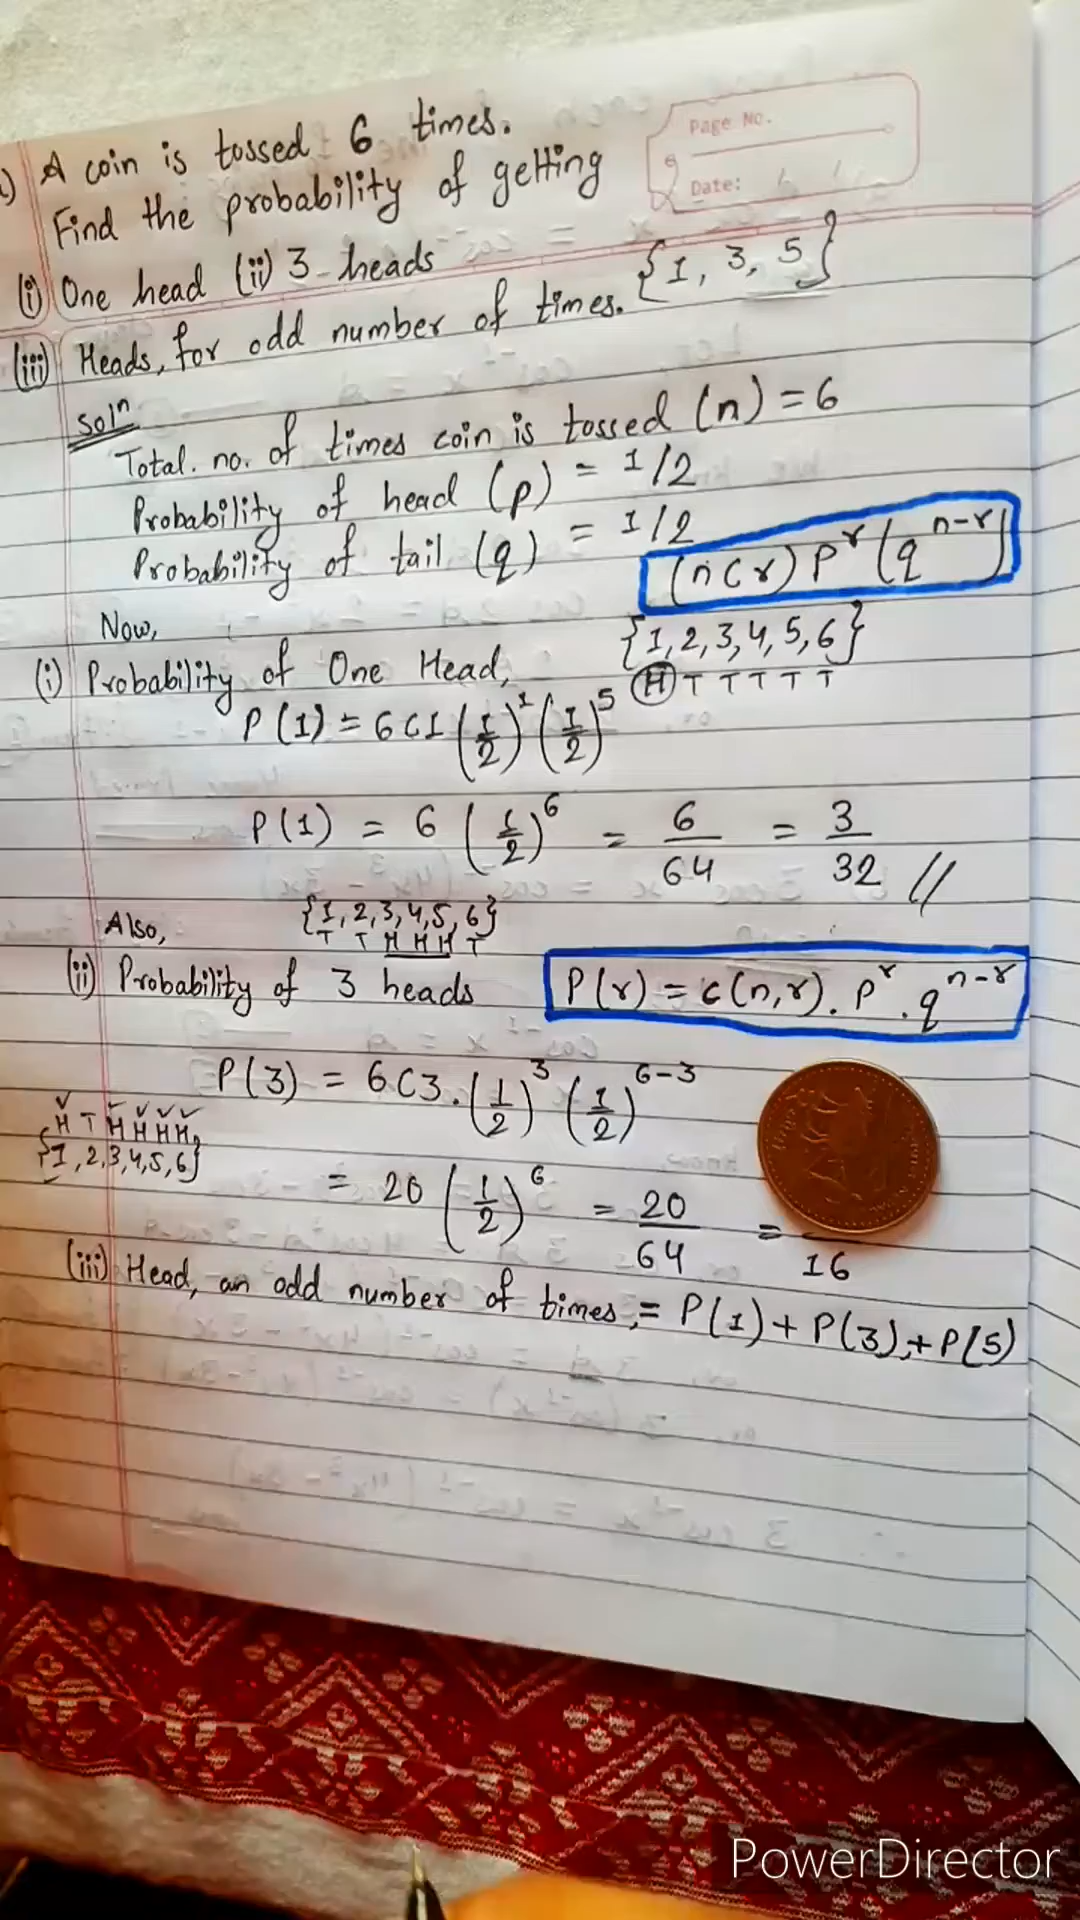 A coin is tossed 6 times.
Find the probability of getting
(i) One head (ii) 3 heads
(iii) Heads, for odd number of times. {1, 3, 5}
Page No.
Date:
Solⁿ
Total. no. of times coin is tossed (n) = 6
Probability of head (p) = 1/2
Probability of tail (q) = 1/2
(nCr) P^r (q^n-r)
Now,
{1,2,3,4,5,6}
H T T T T T
(i) Probability of One Head,
P(1) = 6C1 (1/2)^1 (1/2)^5
P(1) = 6 (1/2)^6 = 6/64 = 3/32 //
Also,
{1,2,3,4,5,6}
T T H H H T
(ii) Probability of 3 heads
P(r) = c(n,r). P^r. q^n-r
P(3) = 6C3. (1/2)^3 (1/2)^6-3
H T H H H H
{1,2,3,4,5,6}
= 20 (1/2)^6 = 20/64 = /16
(iii) Head, an odd number of times, = P(1) + P(3) + P(5)
PowerDirector